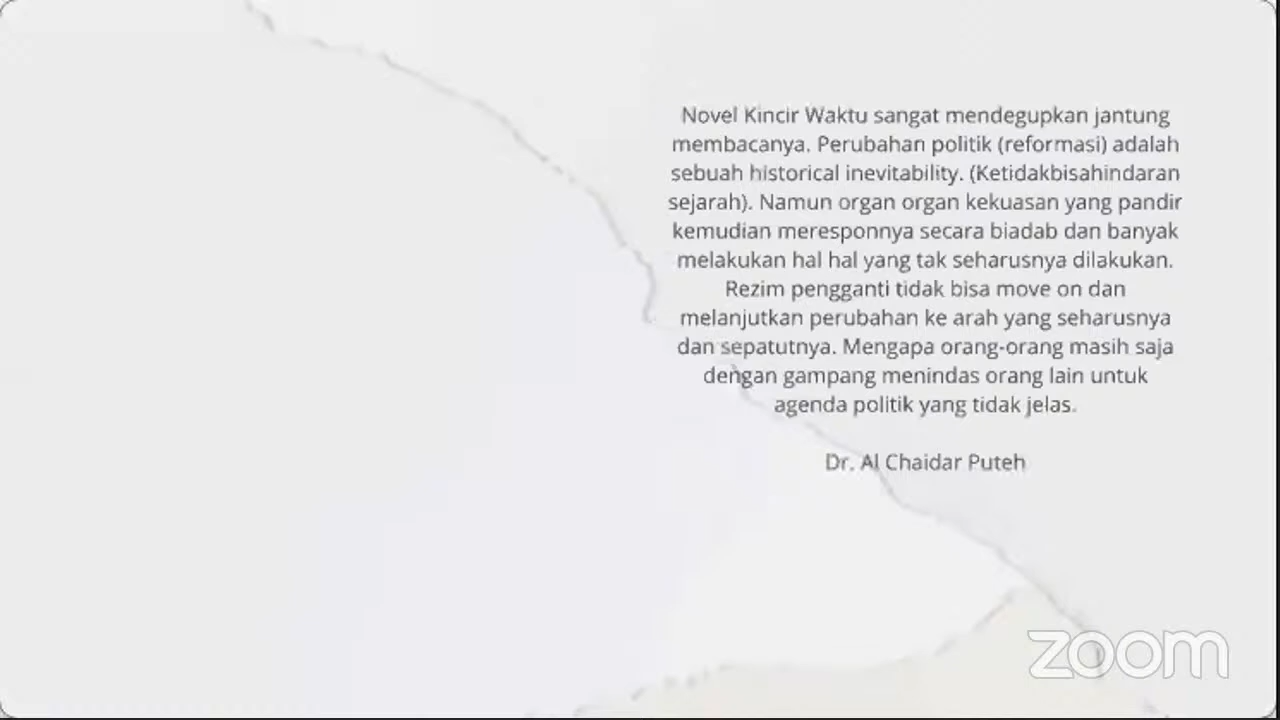 Novel Kincir Waktu sangat mendegupkan jantung
membacanya. Perubahan politik (reformasi) adalah
sebuah historical inevitability. (Ketidakbisahindaran
sejarah). Namun organ organ kekuasan yang pandir
kemudian meresponnya secara biadab dan banyak
melakukan hal hal yang tak seharusnya dilakukan.
Rezim pengganti tidak bisa move on dan
melanjutkan perubahan ke arah yang seharusnya
dan sepatutnya. Mengapa orang-orang masih saja
dengan gampang menindas orang lain untuk
agenda politik yang tidak jelas.
Dr. Al Chaidar Puteh
zoom